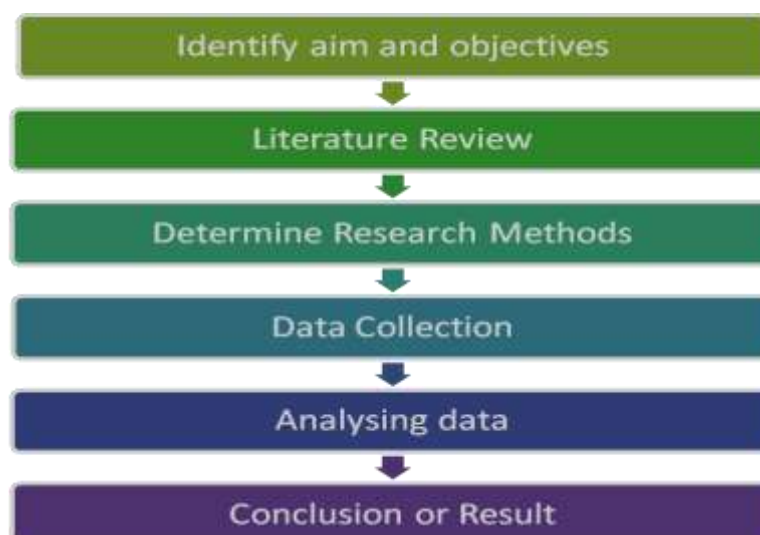 Identify aim and objectives
Literature Review
Determine Research Methods
Data Collection
Analysing data
Conclusion or Result